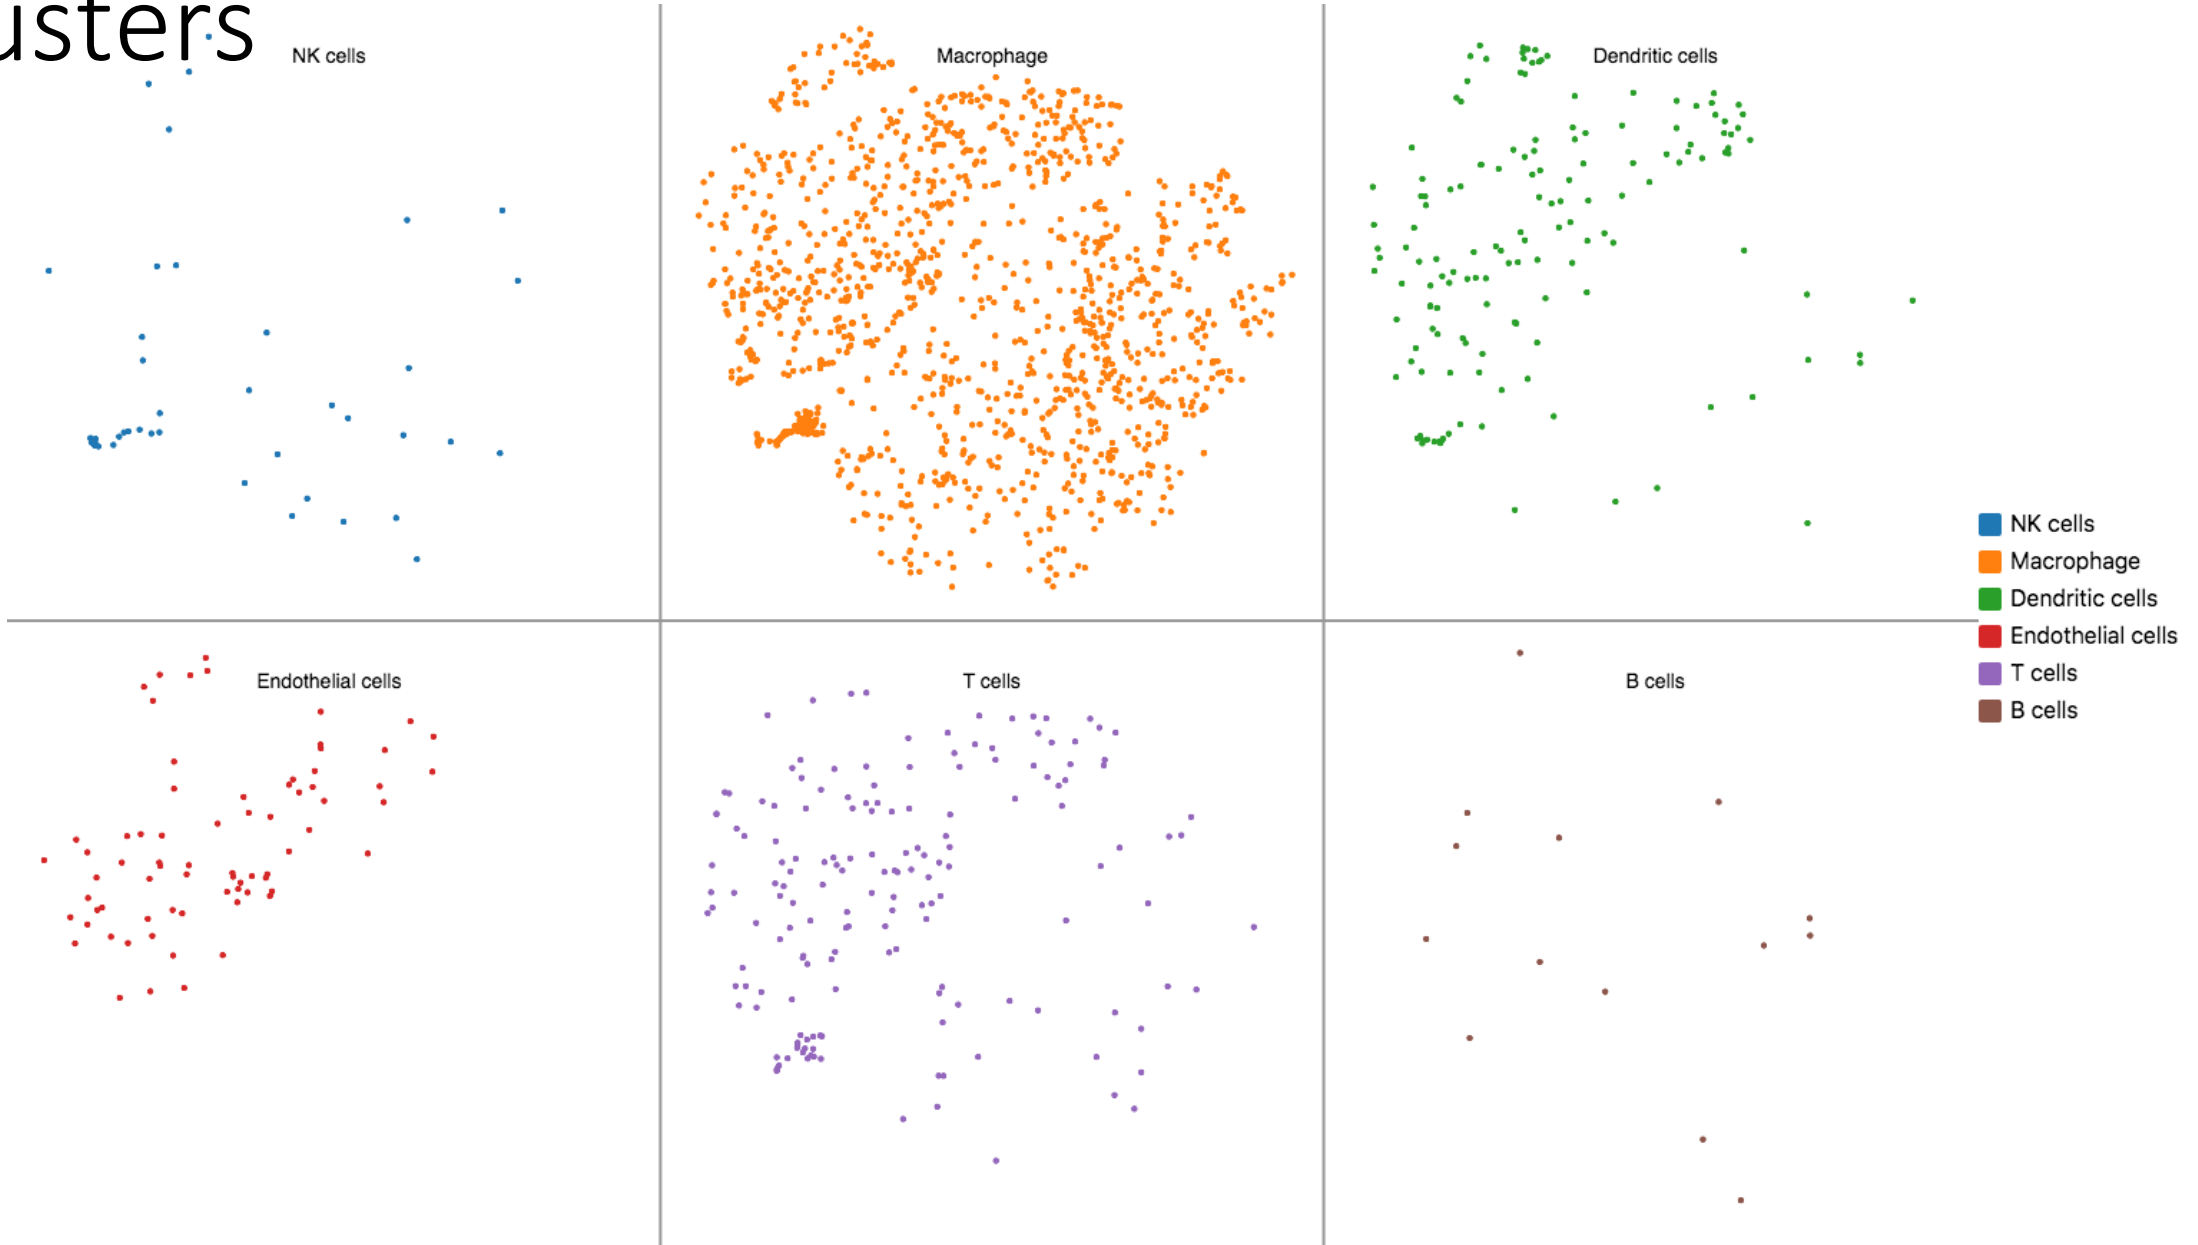 usters
NK cells
Macrophage
Dendritic cells
Endothelial cells
T cells
B cells
NK cells
Macrophage
Dendritic cells
Endothelial cells
T cells
B cells